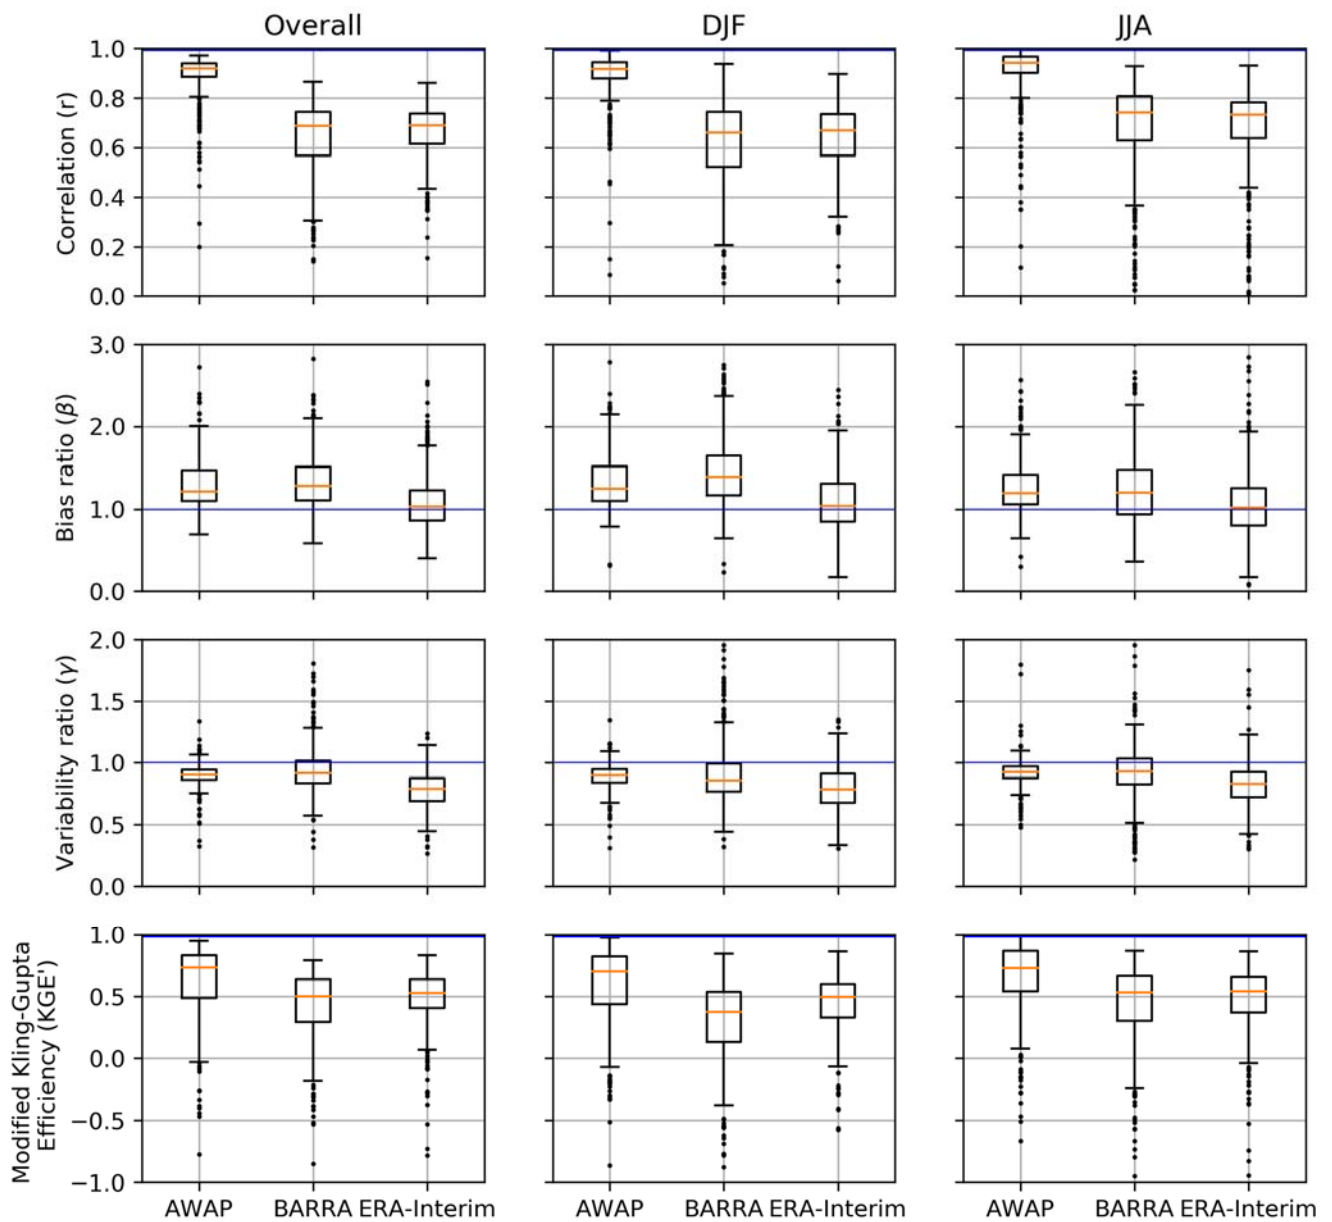 Overall DJF JJA
Correlation (r)
1.0
0.8
0.6
0.4
0.2
0.0
Bias ratio (β)
3.0
2.0
1.0
0.0
Variability ratio (γ)
2.0
1.5
1.0
0.5
0.0
Modified Kling-Gupta
Efficiency (KGE')
1.0
0.5
0.0
−0.5
−1.0
AWAP BARRA ERA-Interim AWAP BARRA ERA-Interim AWAP BARRA ERA-Interim